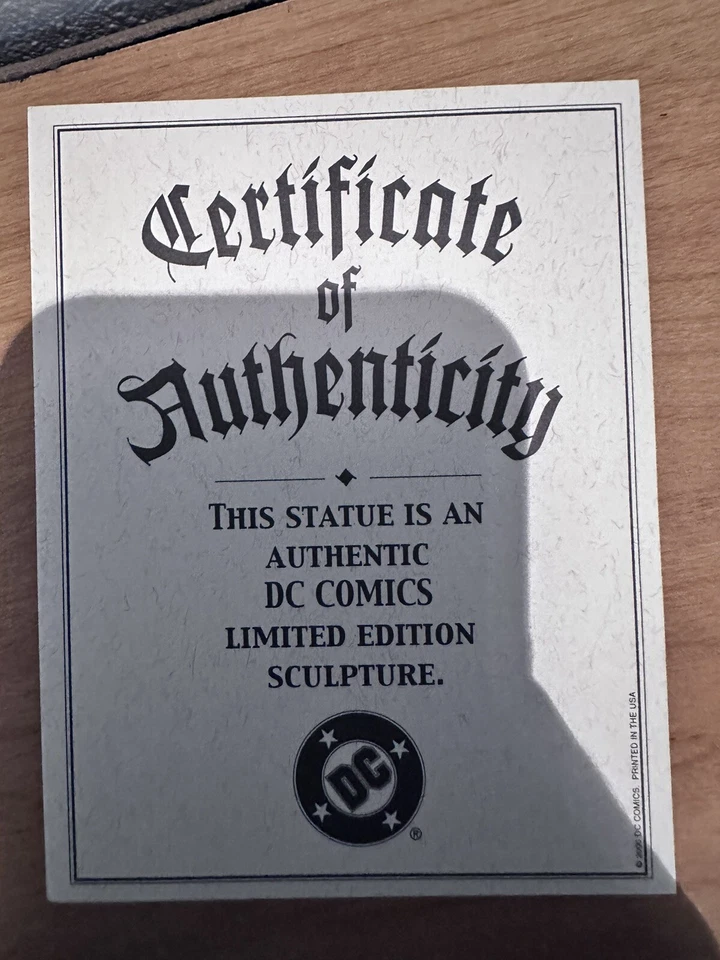 Certificate
of
Authenticity
THIS STATUE IS AN
AUTHENTIC
DC COMICS
LIMITED EDITION
SCULPTURE.
DC
®
© DC COMICS. PRINTED IN THE USA